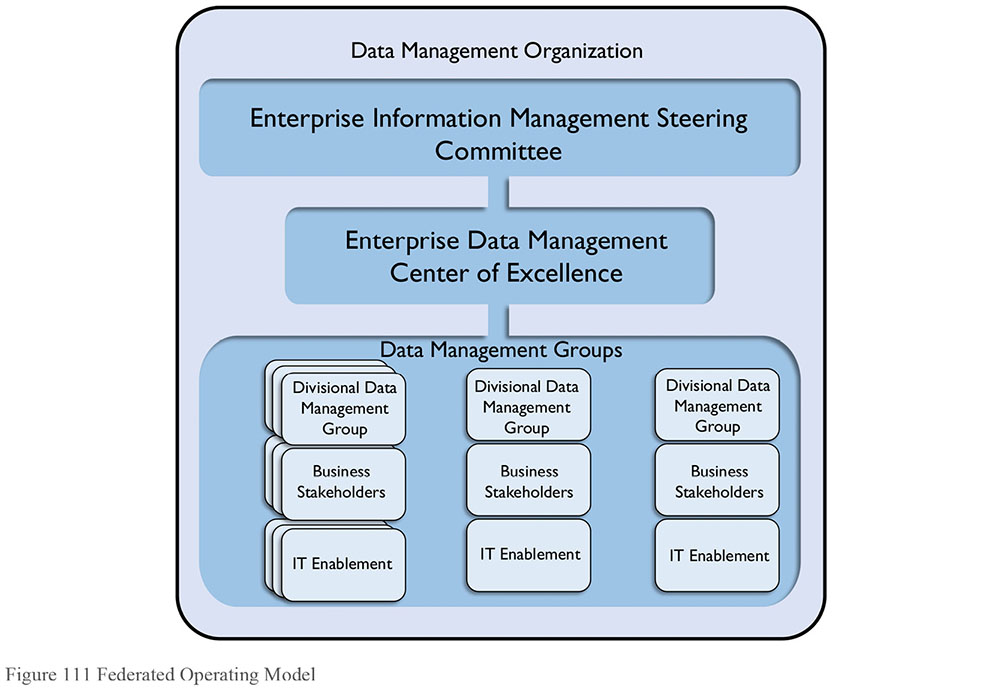 Data Management Organization
Enterprise Information Management Steering
Committee
Enterprise Data Management
Center of Excellence
Data Management Groups
Divisional Data
Management
Group
Business
Stakeholders
IT Enablement
Divisional Data
Management
Group
Business
Stakeholders
IT Enablement
Divisional Data
Management
Group
Business
Stakeholders
IT Enablement
Figure 111 Federated Operating Model